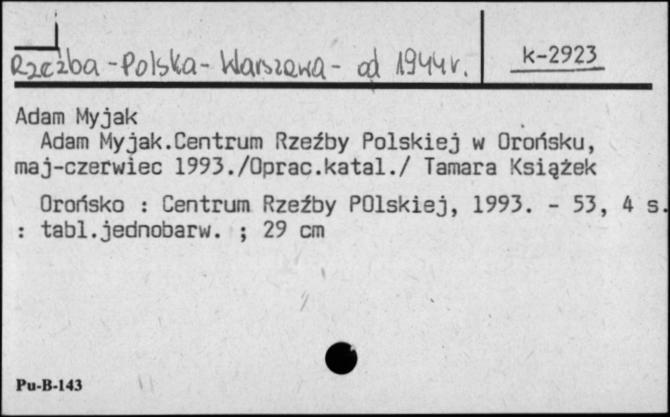 Rzeźba - Polska - Warszawa - od 1944 r.
k-2923
Adam Myjak
Adam Myjak.Centrum Rzeźby Polskiej w Orońsku,
maj-czerwiec 1993./Oprac.katal./ Tamara Książek
Orońsko : Centrum Rzeźby POlskiej, 1993. - 53, 4 s.
: tabl.jednobarw. ; 29 cm
Pu-B-143